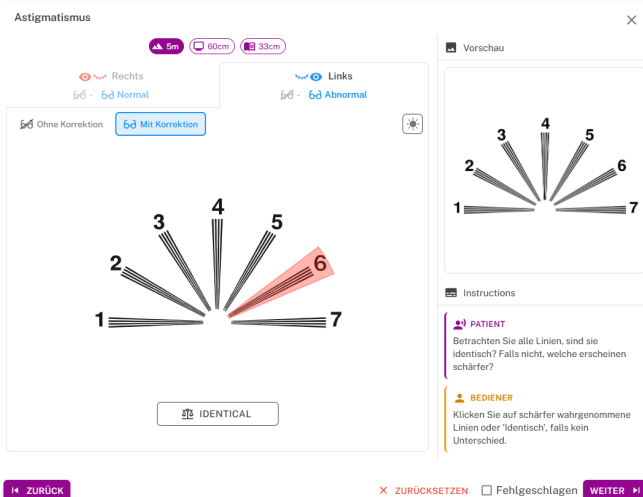 Astigmatismus
5m
60cm
33cm
Rechts
- Normal
Links
- Abnormal
Ohne Korrektion
Mit Korrektion
1
2
3
4
5
6
7
IDENTICAL
Vorschau
1
2
3
4
5
6
7
Instructions
PATIENT
Betrachten Sie alle Linien, sind sie
identisch? Falls nicht, welche erscheinen
schärfer?
BEDIENER
Klicken Sie auf schärfer wahrgenommene
Linien oder 'Identisch', falls kein
Unterschied.
ZURÜCK
ZURÜCKSETZEN
Fehlgeschlagen
WEITER